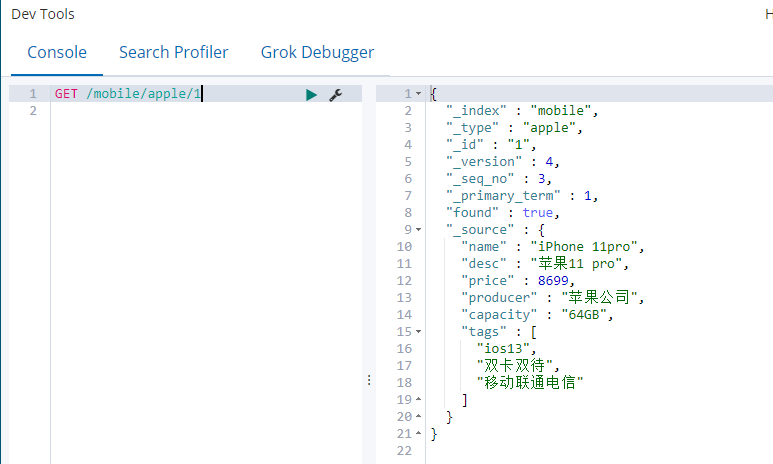 Dev Tools
H
Console Search Profiler Grok Debugger
1 GET /mobile/apple/1
2
1 {
2 "_index" : "mobile",
3 "_type" : "apple",
4 "_id" : "1",
5 "_version" : 4,
6 "_seq_no" : 3,
7 "_primary_term" : 1,
8 "found" : true,
9 "_source" : {
10 "name" : "iPhone 11pro",
11 "desc" : "苹果11 pro",
12 "price" : 8699,
13 "producer" : "苹果公司",
14 "capacity" : "64GB",
15 "tags" : [
16 "ios13",
17 "双卡双待",
18 "移动联通电信"
19 ]
20 }
21 }
22